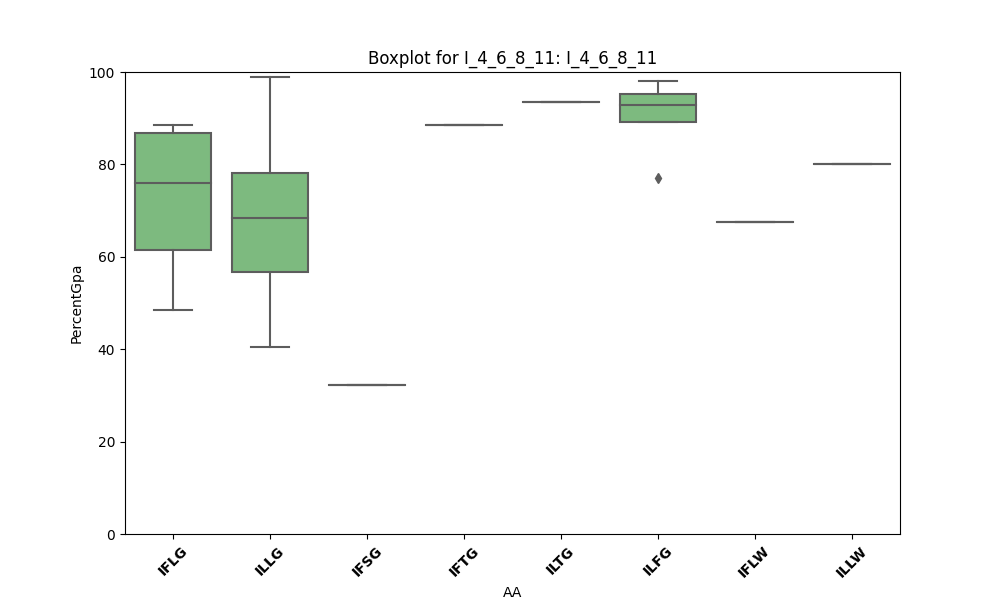 Boxplot for I_4_6_8_11: I_4_6_8_11
100
80
60
40
20
0
PercentGpa
IFLG
ILLG
IFSG
IFTG
ILTG
ILFG
IFLW
ILLW
AA